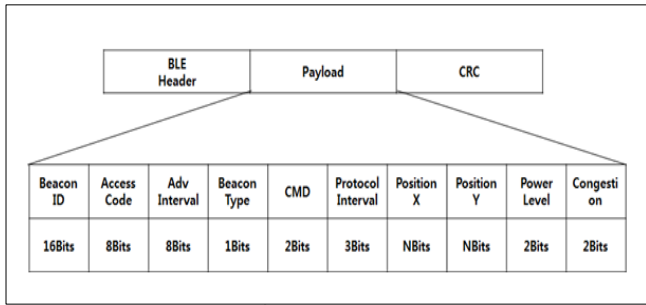 BLE
Header
Payload
CRC
Beacon
ID
Access
Code
Adv
Interval
Beacon
Type
CMD
Protocol
Interval
Position
X
Position
Y
Power
Level
Congesti
on
16Bits
8Bits
8Bits
1Bits
2Bits
3Bits
NBits
NBits
2Bits
2Bits